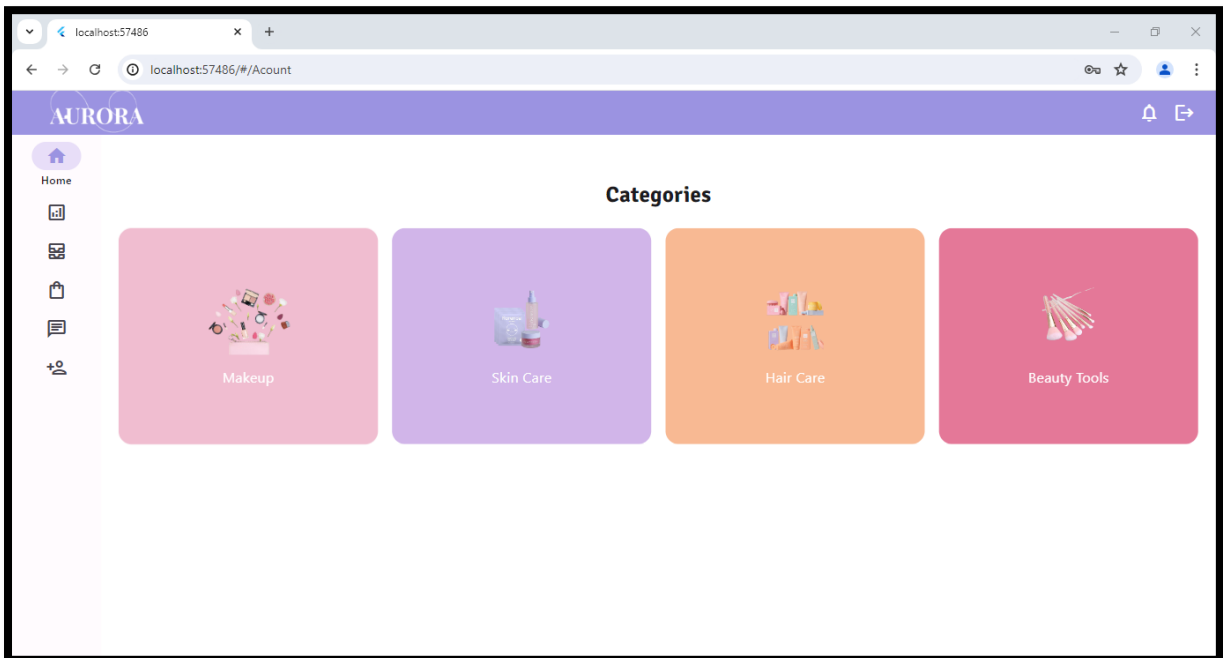 localhost:57486
localhost:57486/#/Acount
AURORA
Home
Categories
Makeup
Skin Care
Hair Care
Beauty Tools